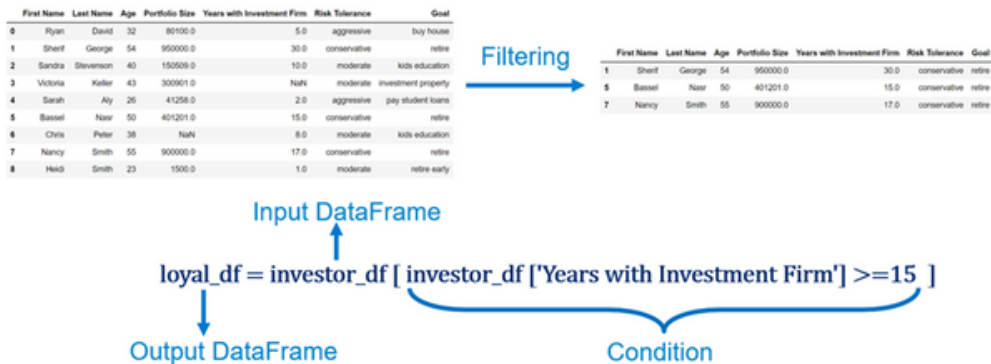 First Name Last Name Age Portfolio Size Years with Investment Firm Risk Tolerance Goal
0 Ryan David 32 80100.0 5.0 aggressive buy house
1 Sherif George 54 950000.0 30.0 conservative retire
2 Sandra Stevenson 40 150509.0 10.0 moderate kids education
3 Victoria Keller 43 300901.0 NaN moderate investment property
4 Sarah Aly 26 41258.0 2.0 aggressive pay student loans
5 Bassel Nasr 50 401201.0 15.0 conservative retire
6 Chris Peter 38 NaN 8.0 moderate kids education
7 Nancy Smith 55 900000.0 17.0 conservative retire
8 Heidi Smith 23 1500.0 1.0 moderate retire early
Filtering
First Name Last Name Age Portfolio Size Years with Investment Firm Risk Tolerance Goal
1 Sherif George 54 950000.0 30.0 conservative retire
5 Bassel Nasr 50 401201.0 15.0 conservative retire
7 Nancy Smith 55 900000.0 17.0 conservative retire
Input DataFrame
loyal_df = investor_df [ investor_df ['Years with Investment Firm'] >=15 ]
Output DataFrame
Condition